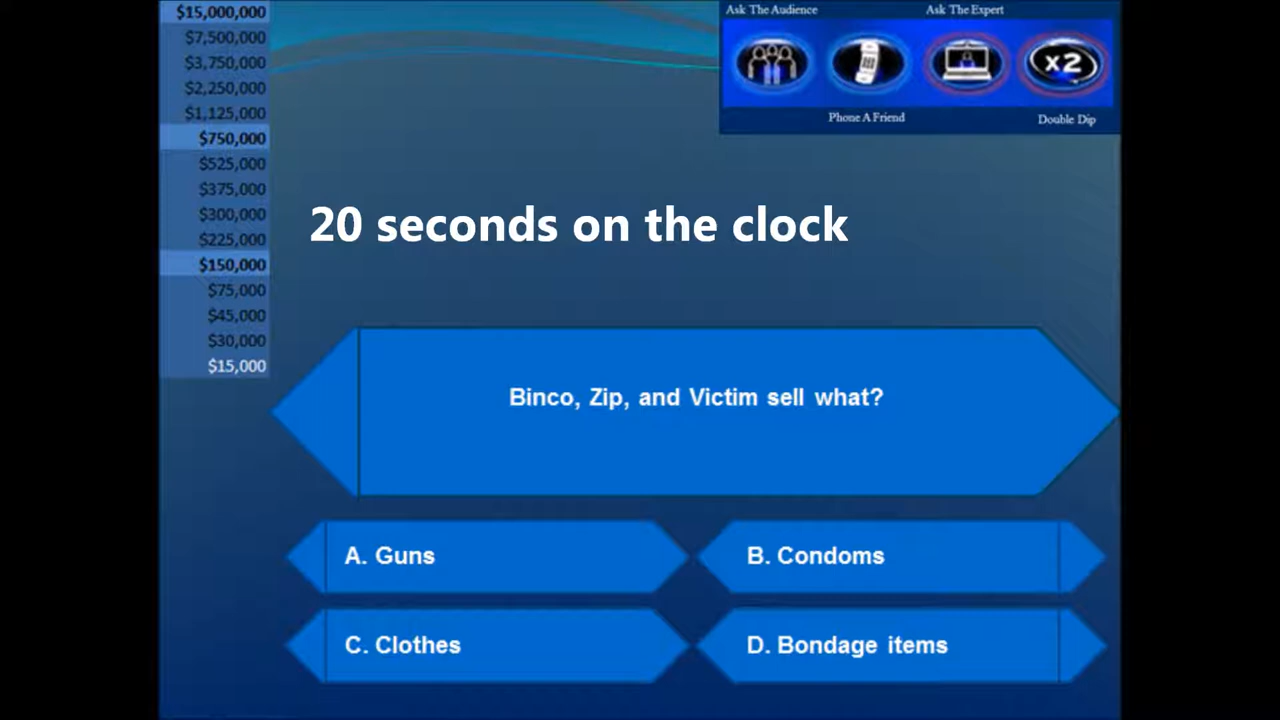 $15,000,000
$7,500,000
$3,750,000
$2,250,000
$1,125,000
$750,000
$525,000
$375,000
$300,000
$225,000
$150,000
$75,000
$45,000
$30,000
$15,000
Ask The Audience
Ask The Expert
x2
Phone A Friend
Double Dip
20 seconds on the clock
Binco, Zip, and Victim sell what?
A. Guns
B. Condoms
C. Clothes
D. Bondage items